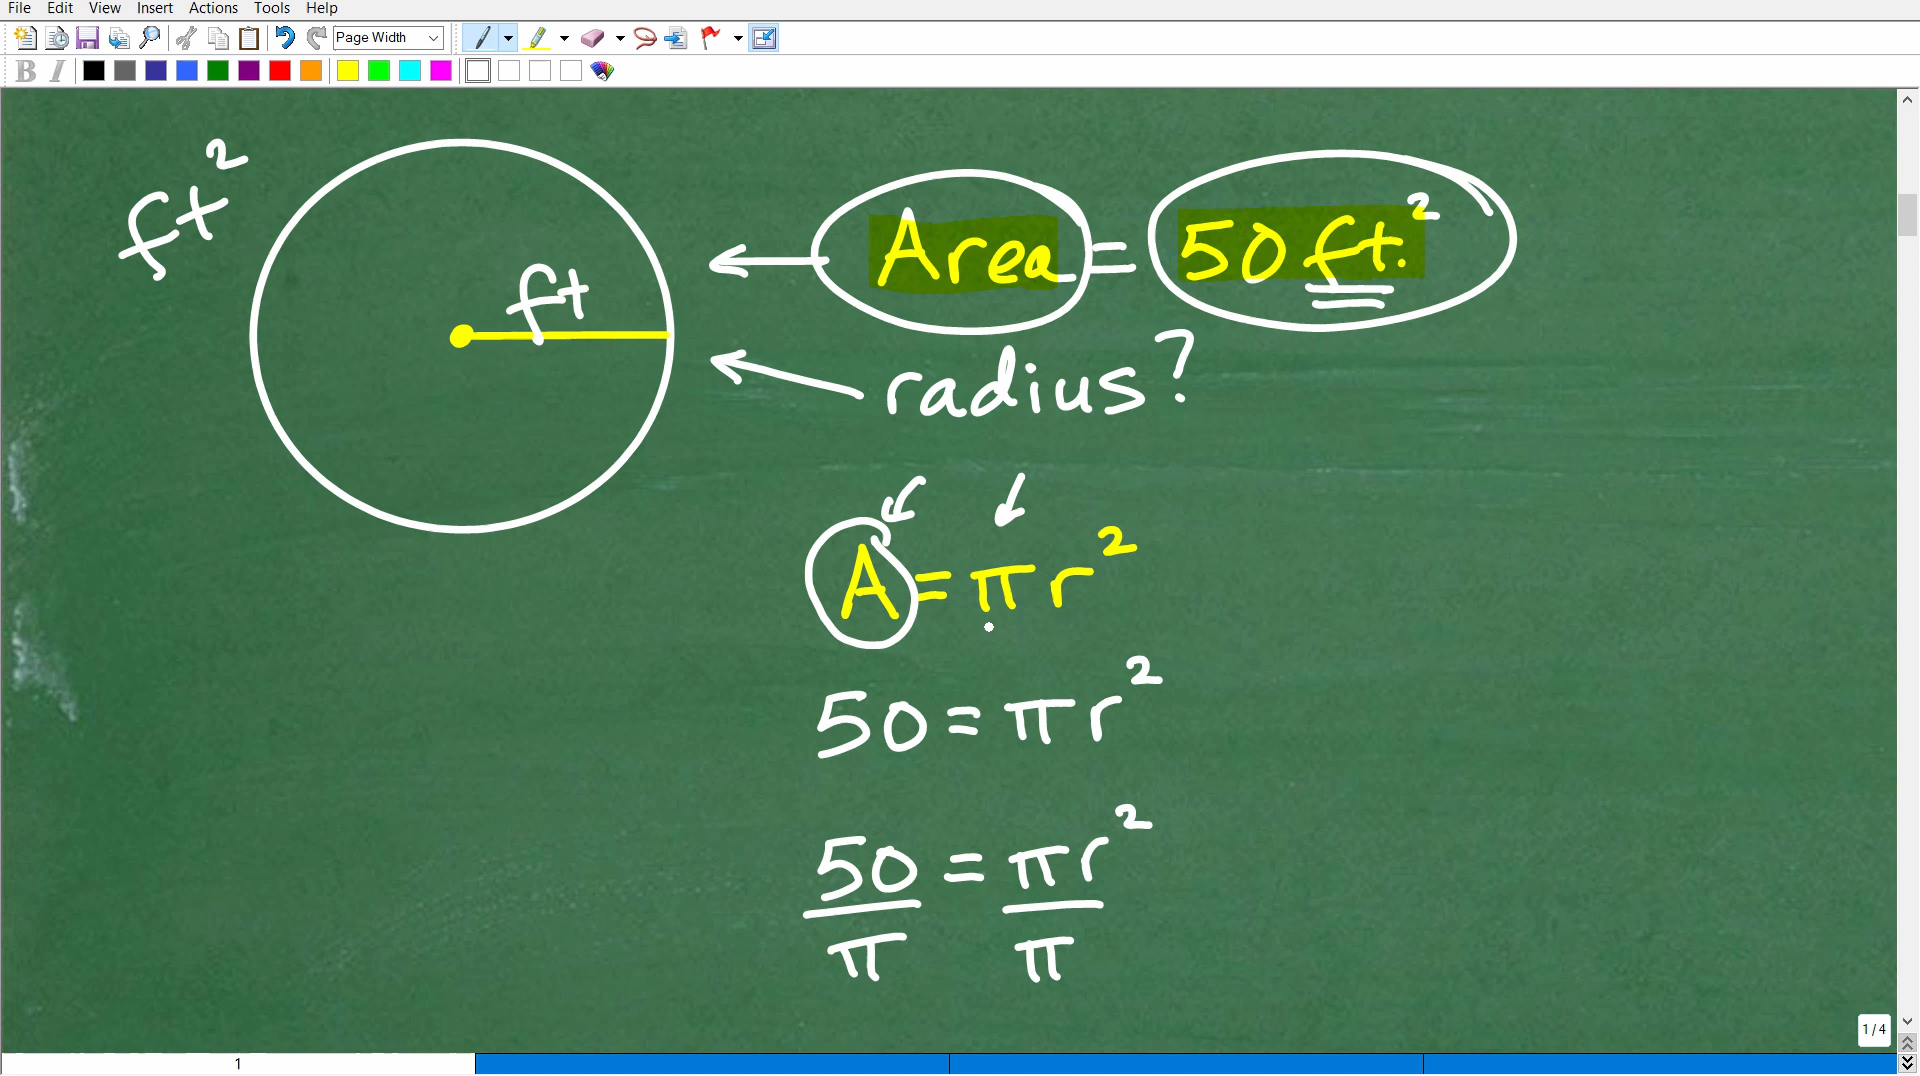 File Edit View Insert Actions Tools Help
Page Width
B I
ft²
ft
Area = 50 ft.²
radius?
A = πr²
50 = πr²
50 = πr²
π π
1 / 4
1